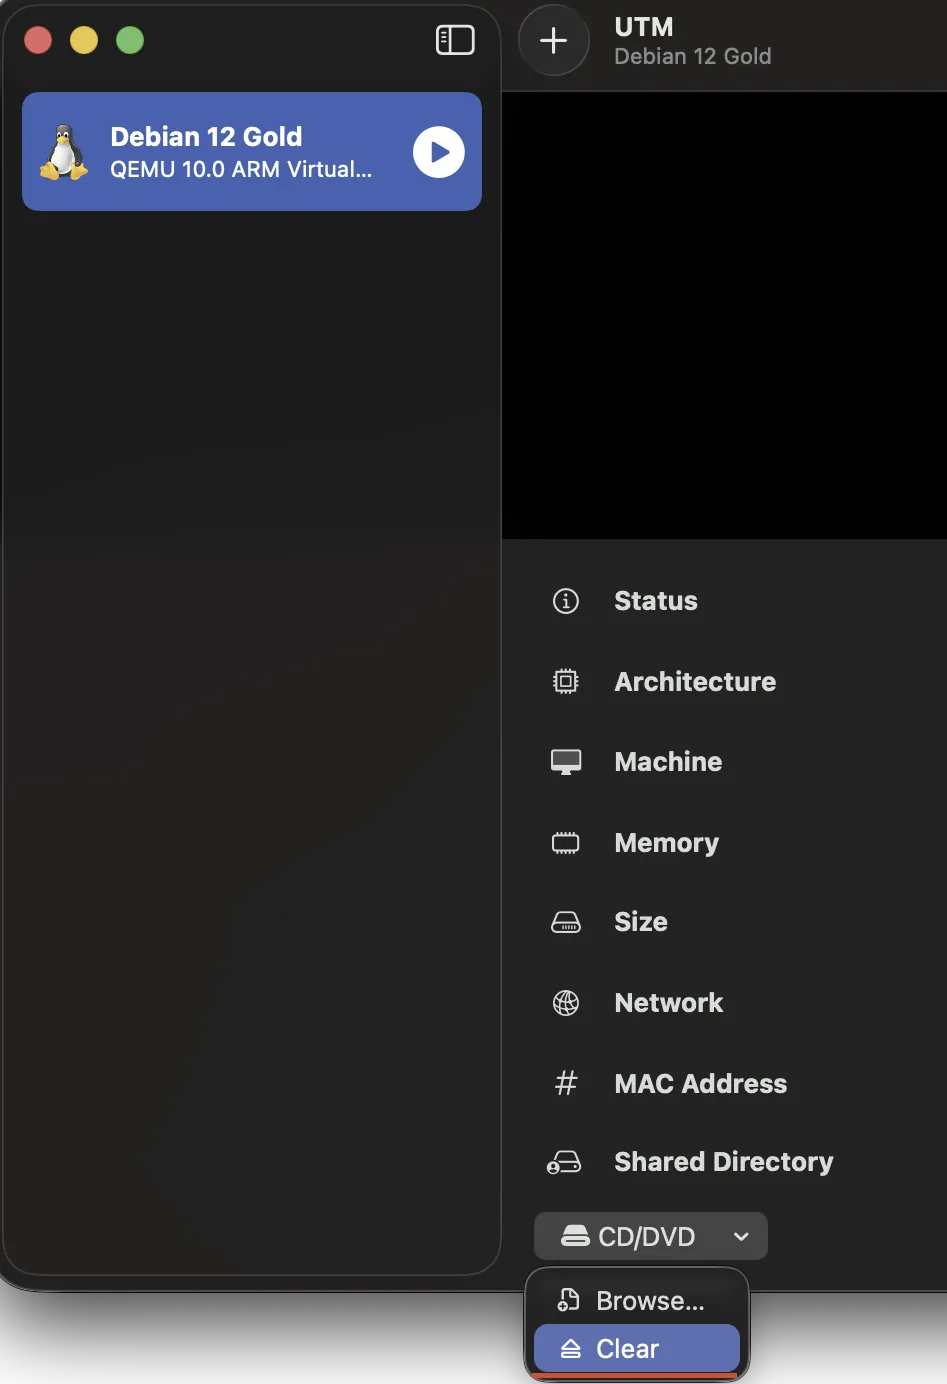 UTM
Debian 12 Gold
Debian 12 Gold
QEMU 10.0 ARM Virtual...
Status
Architecture
Machine
Memory
Size
Network
MAC Address
Shared Directory
CD/DVD
Browse...
Clear